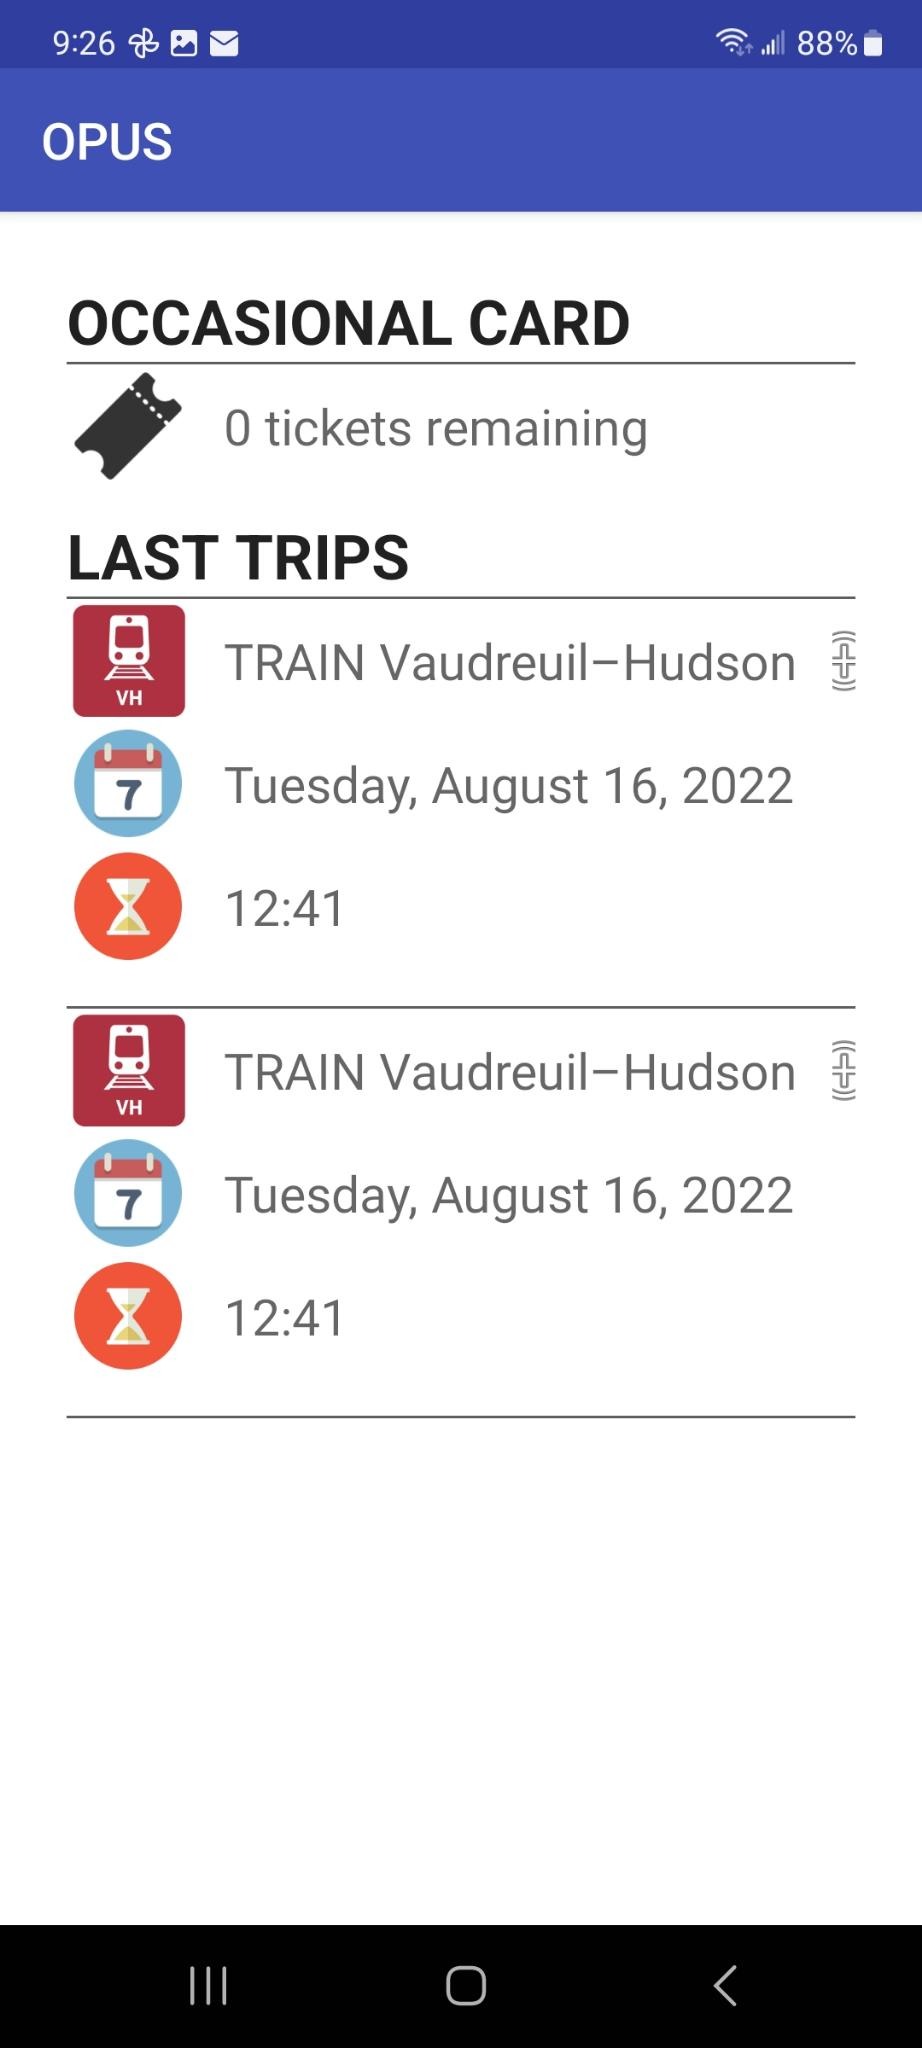 9:26 88%
OPUS
OCCASIONAL CARD
0 tickets remaining
LAST TRIPS
VH TRAIN Vaudreuil–Hudson
7 Tuesday, August 16, 2022
12:41
VH TRAIN Vaudreuil–Hudson
7 Tuesday, August 16, 2022
12:41